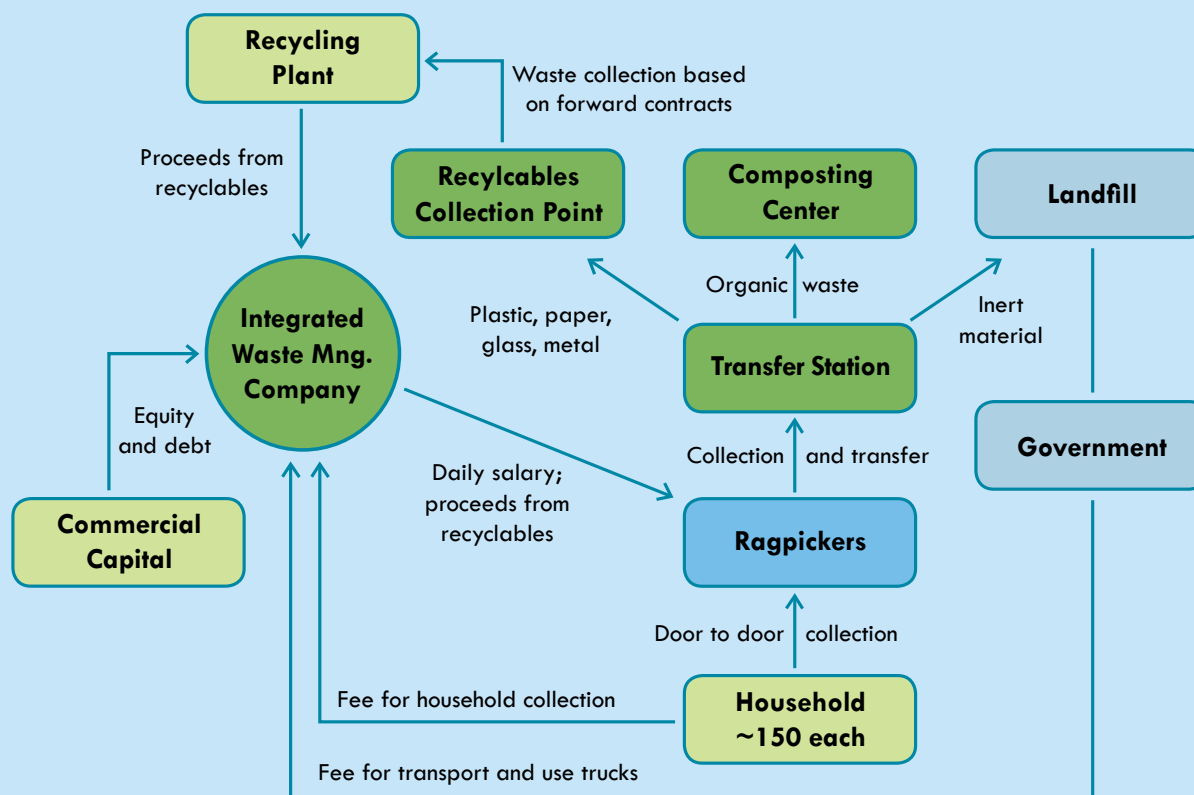 Recycling
Plant
Waste collection based
on forward contracts
Proceeds from
recyclables
Recylcables
Collection Point
Composting
Center
Landfill
Organic waste
Plastic, paper,
glass, metal
Inert
material
Integrated
Waste Mng.
Company
Transfer Station
Equity
and debt
Collection and transfer
Government
Daily salary;
proceeds from
recyclables
Commercial
Capital
Ragpickers
Door to door collection
Fee for household collection
Household
~150 each
Fee for transport and use trucks